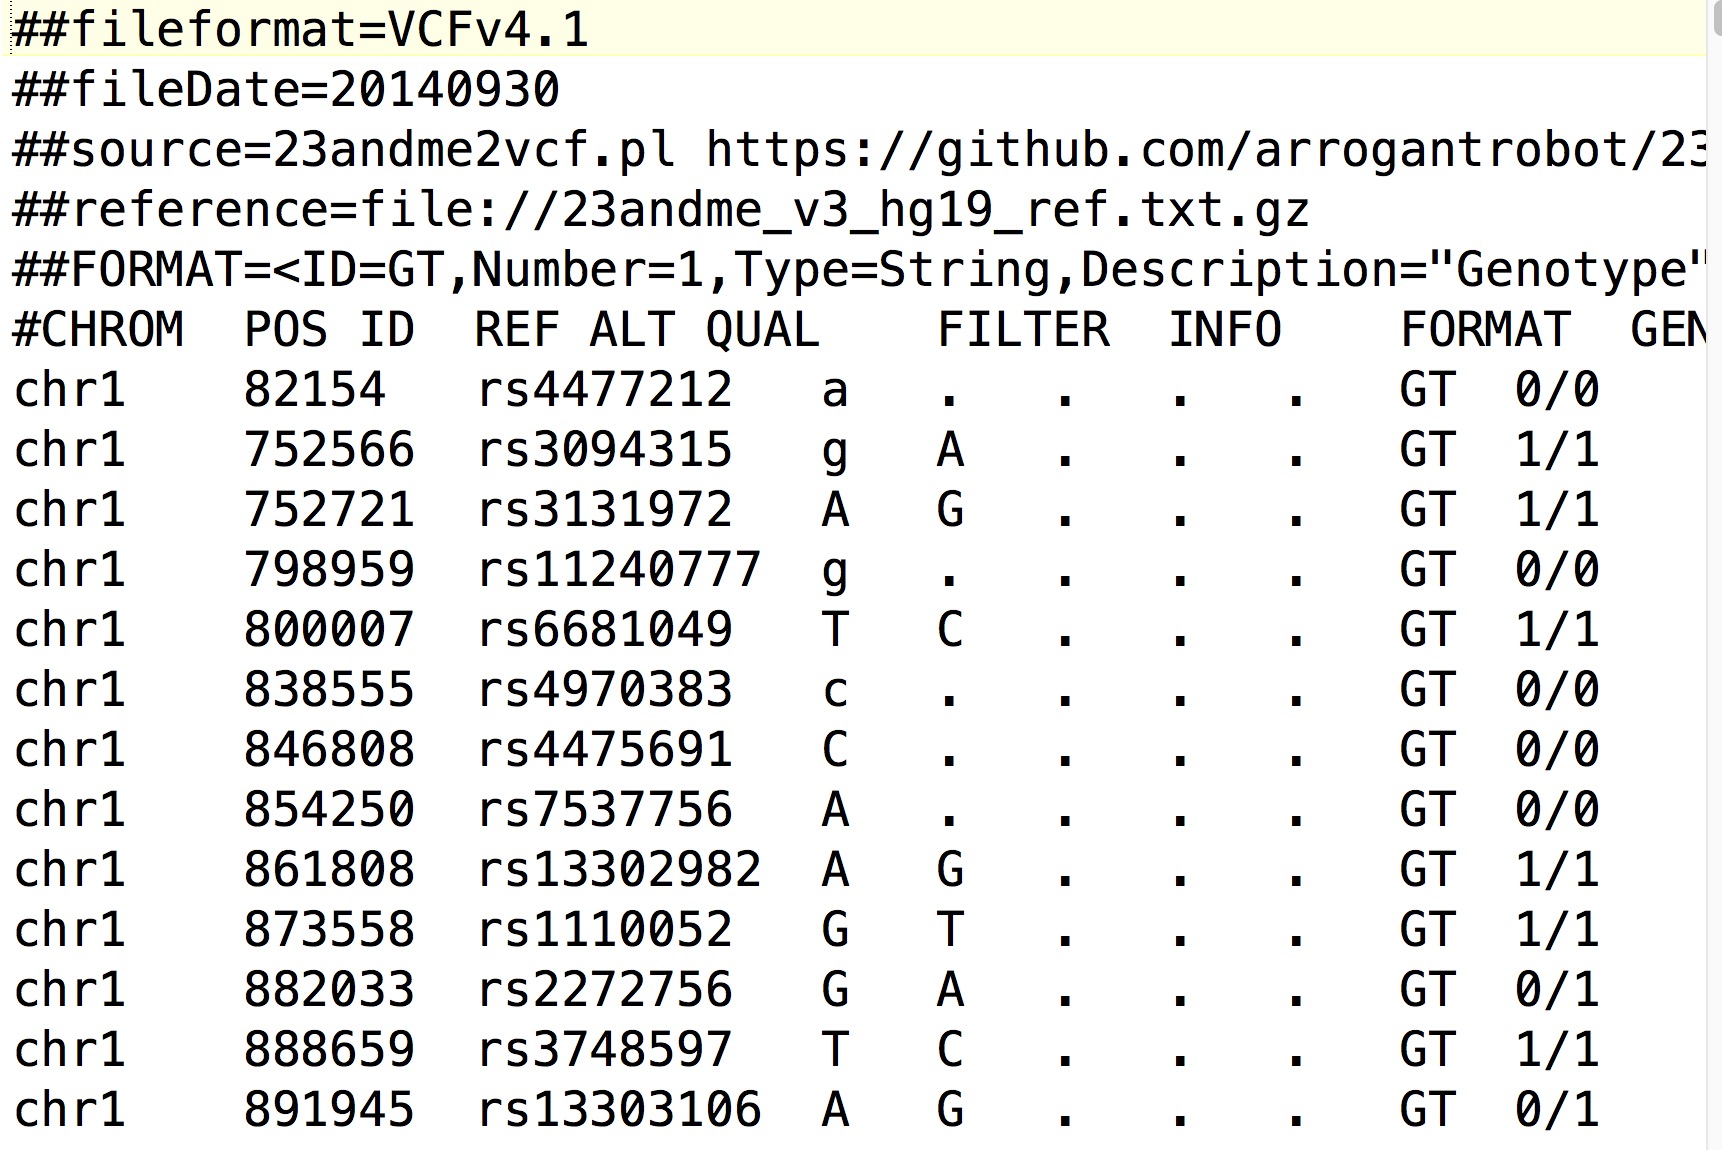 ##fileformat=VCFv4.1
##fileDate=20140930
##source=23andme2vcf.pl https://github.com/arrogantrobot/23
##reference=file://23andme_v3_hg19_ref.txt.gz
##FORMAT=<ID=GT,Number=1,Type=String,Description="Genotype"
#CHROM POS ID REF ALT QUAL FILTER INFO FORMAT GEN
chr1 82154 rs4477212 a . . . . GT 0/0
chr1 752566 rs3094315 g A . . . GT 1/1
chr1 752721 rs3131972 A G . . . GT 1/1
chr1 798959 rs11240777 g . . . . GT 0/0
chr1 800007 rs6681049 T C . . . GT 1/1
chr1 838555 rs4970383 c . . . . GT 0/0
chr1 846808 rs4475691 C . . . . GT 0/0
chr1 854250 rs7537756 A . . . . GT 0/0
chr1 861808 rs13302982 A G . . . GT 1/1
chr1 873558 rs1110052 G T . . . GT 1/1
chr1 882033 rs2272756 G A . . . GT 0/1
chr1 888659 rs3748597 T C . . . GT 1/1
chr1 891945 rs13303106 A G . . . GT 0/1